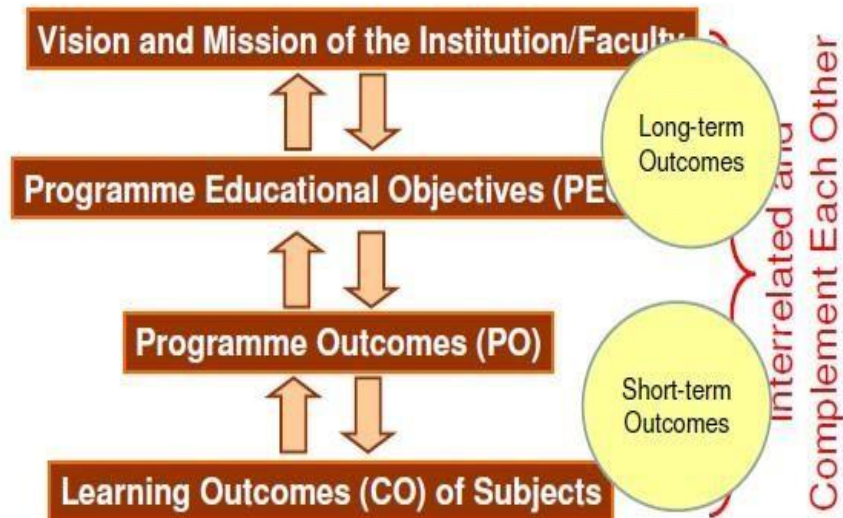 Vision and Mission of the Institution/Faculty
Long-term
Outcomes
Programme Educational Objectives (PEO
Programme Outcomes (PO)
Short-term
Outcomes
Learning Outcomes (CO) of Subjects
Interrelated and
Complement Each Other